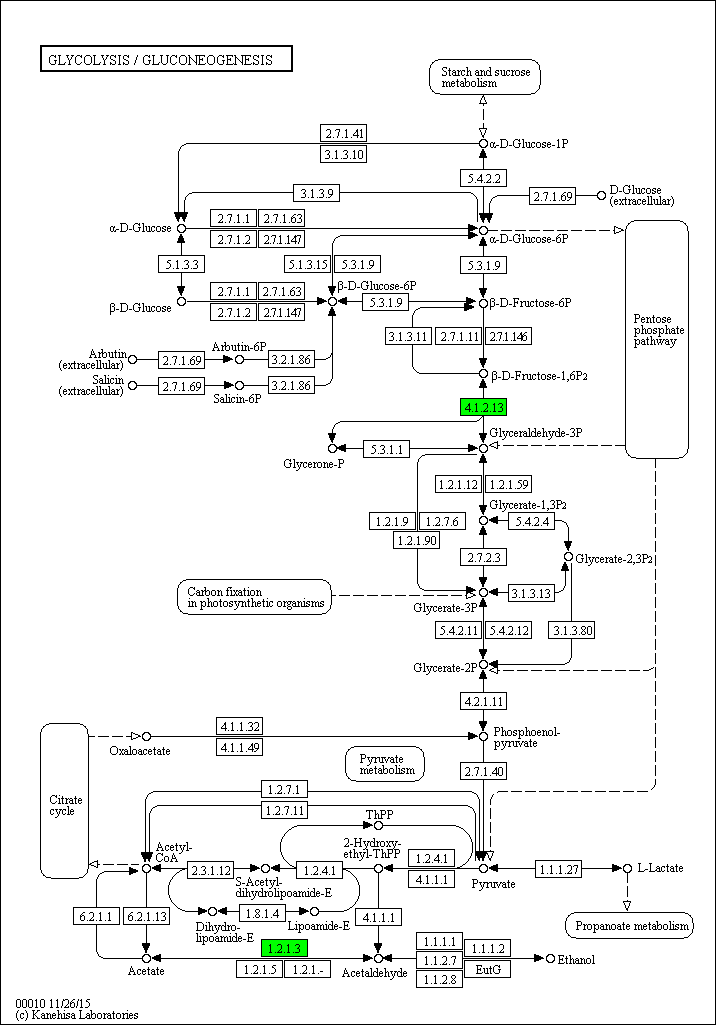 GLYCOLYSIS / GLUCONEOGENESIS
Starch and sucrose
metabolism
2.7.1.41
3.1.3.10
α-D-Glucose-1P
5.4.2.2
3.1.3.9
2.7.1.69
D-Glucose
(extracellular)
α-D-Glucose
2.7.1.1
2.7.1.63
2.7.1.2
2.7.1.147
α-D-Glucose-6P
5.1.3.3
5.1.3.15
5.3.1.9
5.3.1.9
β-D-Glucose
2.7.1.1
2.7.1.63
2.7.1.2
2.7.1.147
β-D-Glucose-6P
5.3.1.9
β-D-Fructose-6P
Pentose
phosphate
pathway
3.1.3.11
2.7.1.11
2.7.1.146
Arbutin
(extracellular)
2.7.1.69
Arbutin-6P
3.2.1.86
Salicin
(extracellular)
2.7.1.69
Salicin-6P
3.2.1.86
β-D-Fructose-1,6P2
4.1.2.13
Glyceraldehyde-3P
Glycerone-P
5.3.1.1
1.2.1.12
1.2.1.59
Glycerate-1,3P2
1.2.1.9
1.2.7.6
1.2.1.90
5.4.2.4
2.7.2.3
Glycerate-2,3P2
Carbon fixation
in photosynthetic organisms
3.1.3.13
Glycerate-3P
5.4.2.11
5.4.2.12
3.1.3.80
Glycerate-2P
4.2.1.11
4.1.1.32
4.1.1.49
Oxaloacetate
Phosphoenol-
pyruvate
Pyruvate
metabolism
2.7.1.40
Citrate
cycle
1.2.7.1
1.2.7.11
ThPP
Acetyl-
CoA
2-Hydroxy-
ethyl-ThPP
2.3.1.12
1.2.4.1
1.2.4.1
4.1.1.1
Pyruvate
1.1.1.27
L-Lactate
S-Acetyl-
dihydrolipoamide-E
6.2.1.1
6.2.1.13
1.8.1.4
Dihydro-
lipoamide-E
Lipoamide-E
4.1.1.1
Propanoate metabolism
1.2.1.3
1.2.1.5
1.2.1.-
Acetate
Acetaldehyde
1.1.1.1
1.1.1.2
1.1.2.7
EutG
1.1.2.8
Ethanol
00010 11/26/15
(c) Kanehisa Laboratories